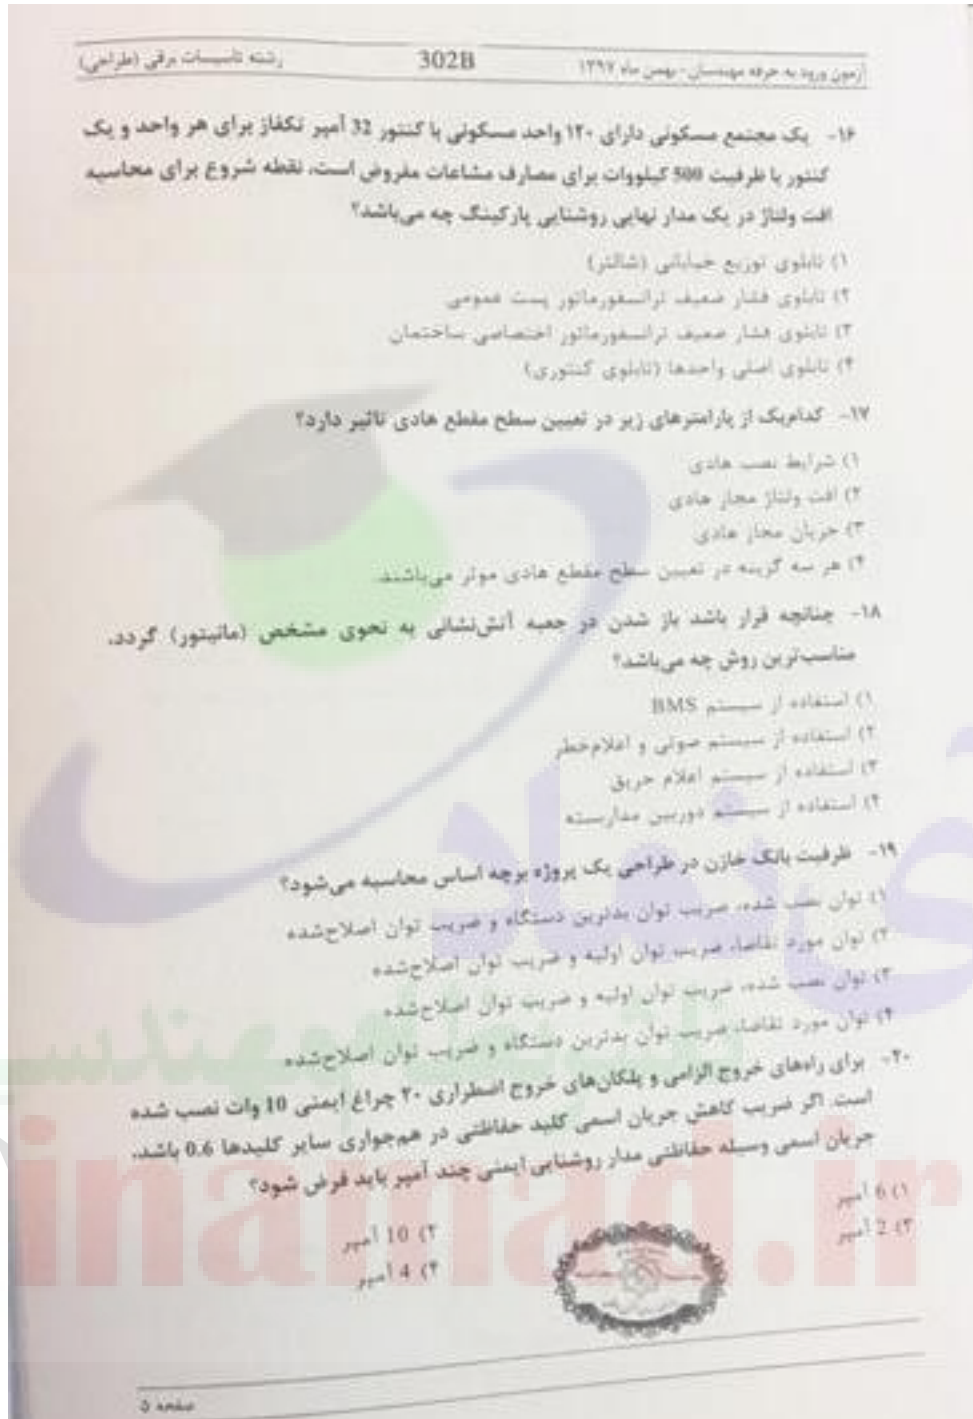 آزمون ورود به حرفه مهندسان - بهمن ماه ۱۳۹۷
302B
رشته تأسیسات برقی (طراحی)
۱۶- یک مجتمع مسکونی دارای ۱۲۰ واحد مسکونی با کنتور 32 آمپر تکفاز برای هر واحد و یک
کنتور با ظرفیت 500 کیلووات برای مصارف مشاعات مفروض است، نقطه شروع برای محاسبه
افت ولتاژ در یک مدار نهایی روشنایی پارکینگ چه می‌باشد؟
۱) تابلوی توزیع خیابانی (شالتر)
۲) تابلوی فشار ضعیف ترانسفورماتور پست عمومی
۳) تابلوی فشار ضعیف ترانسفورماتور اختصاصی ساختمان
۴) تابلوی اصلی واحدها (تابلوی کنتوری)
۱۷- کدام‌یک از پارامترهای زیر در تعیین سطح مقطع هادی تاثیر دارد؟
۱) شرایط نصب هادی
۲) افت ولتاژ مجاز هادی
۳) جریان مجاز هادی
۴) هر سه گزینه در تعیین سطح مقطع هادی موثر می‌باشند.
۱۸- چنانچه قرار باشد باز شدن در جعبه آتش‌نشانی به نحوی مشخص (مانیتور) گردد،
مناسب‌ترین روش چه می‌باشد؟
۱) استفاده از سیستم BMS
۲) استفاده از سیستم صوتی و اعلام‌خطر
۳) استفاده از سیستم اعلام حریق
۴) استفاده از سیستم دوربین مداربسته
۱۹- ظرفیت بانک خازن در طراحی یک پروژه برچه اساس محاسبه می‌شود؟
۱) توان نصب شده، ضریب توان بدترین دستگاه و ضریب توان اصلاح‌شده
۲) توان مورد تقاضا، ضریب توان اولیه و ضریب توان اصلاح‌شده
۳) توان نصب شده، ضریب توان اولیه و ضریب توان اصلاح‌شده
۴) توان مورد تقاضا، ضریب توان بدترین دستگاه و ضریب توان اصلاح‌شده
۲۰- برای راه‌های خروج الزامی و پلکان‌های خروج اضطراری ۲۰ چراغ ایمنی 10 وات نصب شده
است. اگر ضریب کاهش جریان اسمی کلید حفاظتی در هم‌جواری سایر کلیدها 0.6 باشد،
جریان اسمی وسیله حفاظتی مدار روشنایی ایمنی چند آمپر باید فرض شود؟
۱) 6 آمپر
۲) 10 آمپر
۳) 2 آمپر
۴) 4 آمپر
inamad.ir
صفحه ۵